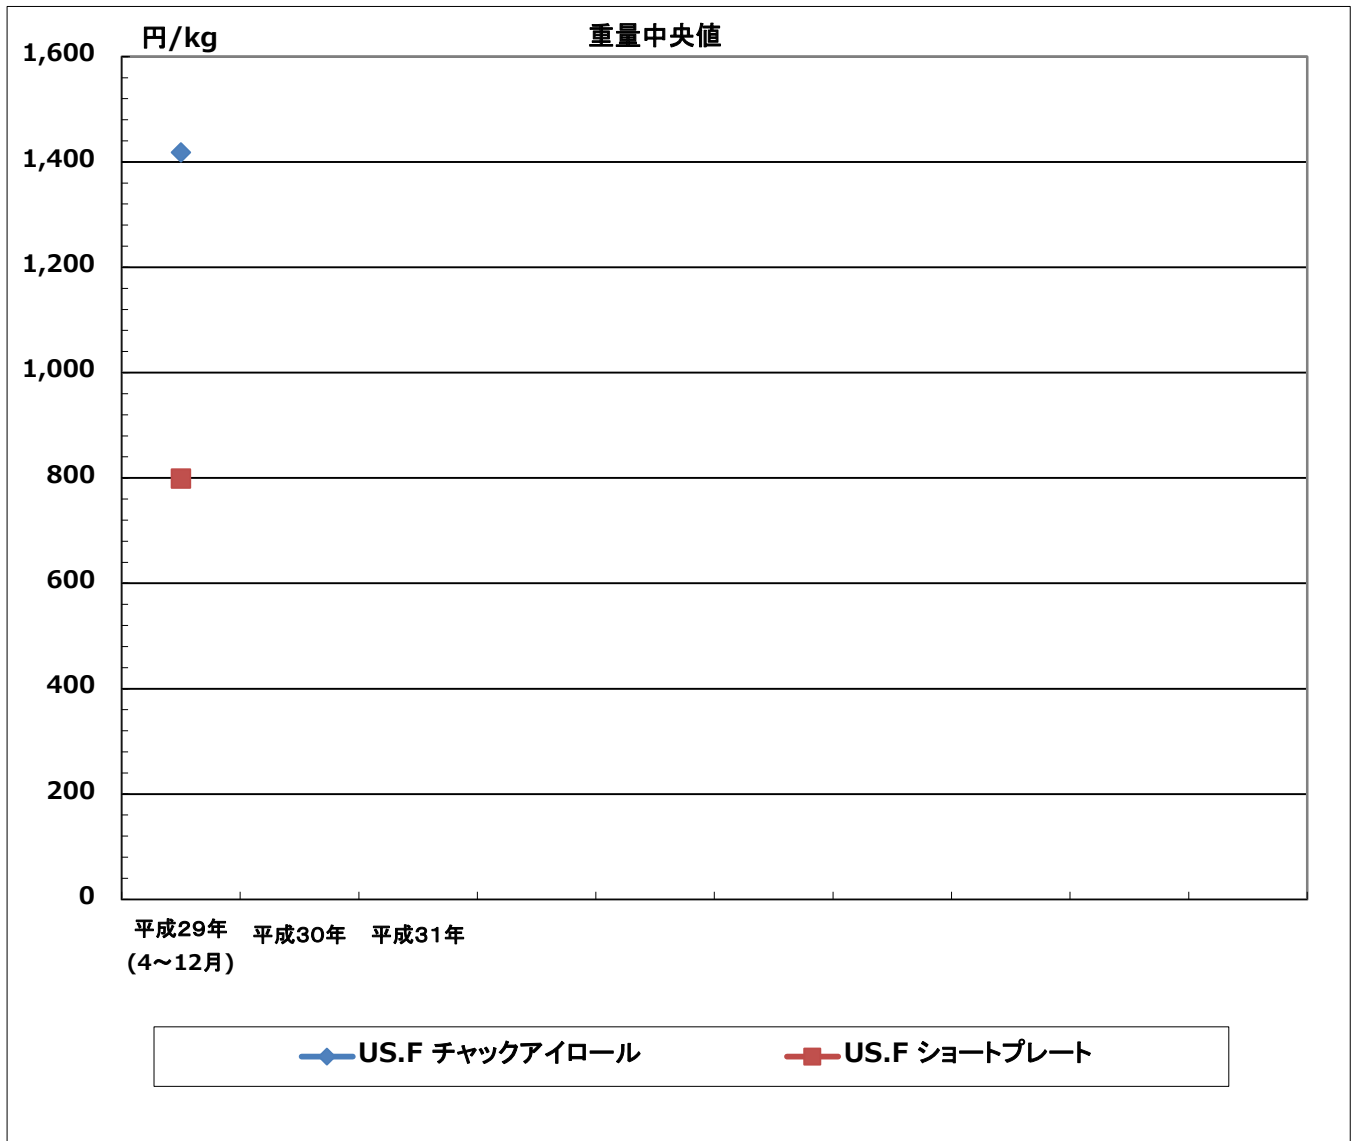 円/kg
重量中央値
1,600
1,400
1,200
1,000
800
600
400
200
0
平成29年
(4～12月)
平成30年
平成31年
US.F チャックアイロール
US.F ショートプレート